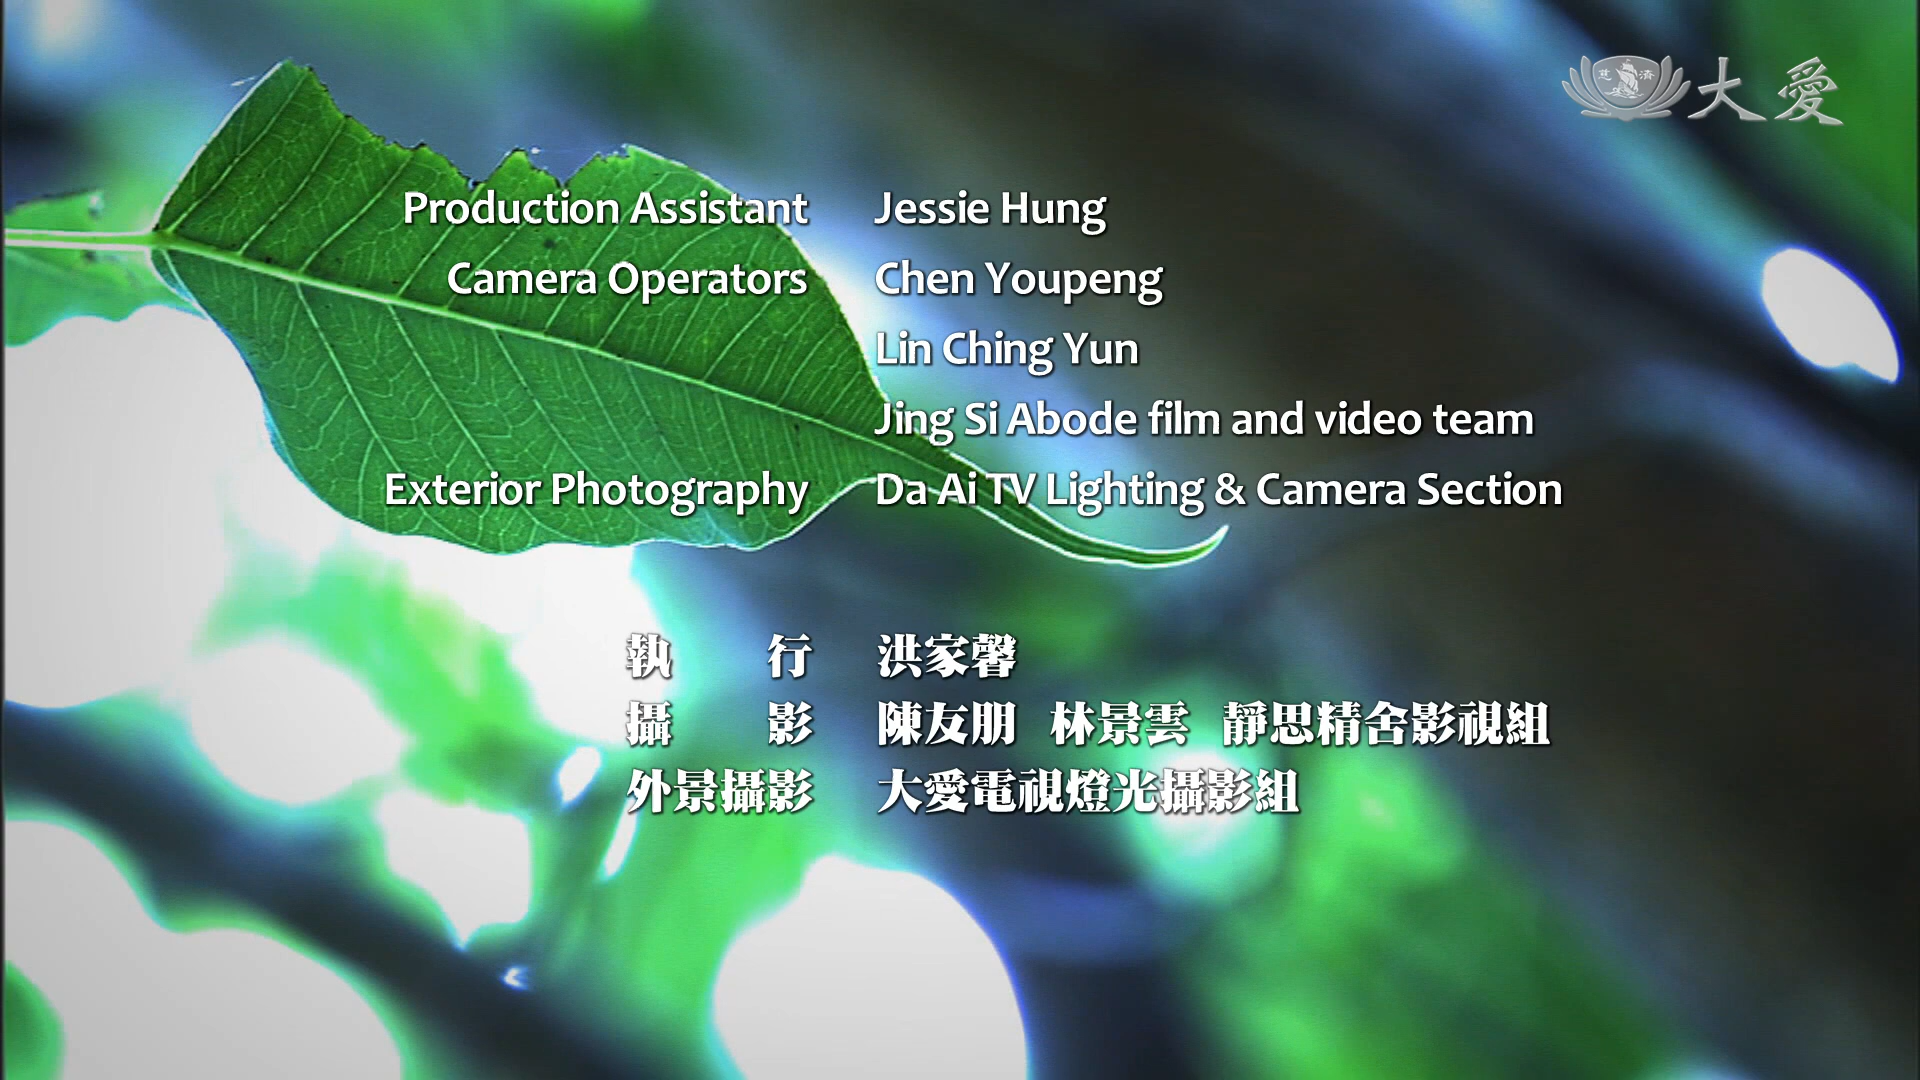 慈濟 大愛
Production Assistant Jessie Hung
Camera Operators Chen Youpeng
Lin Ching Yun
Jing Si Abode film and video team
Exterior Photography Da Ai TV Lighting & Camera Section
執行 洪家馨
攝影 陳友朋 林景雲 靜思精舍影視組
外景攝影 大愛電視燈光攝影組